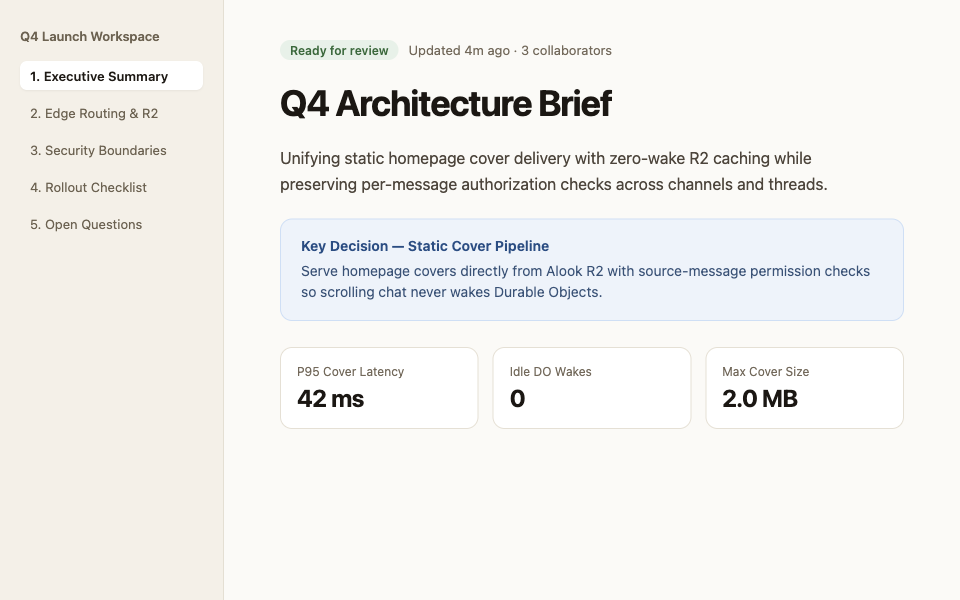 Q4 Launch Workspace
1. Executive Summary
2. Edge Routing & R2
3. Security Boundaries
4. Rollout Checklist
5. Open Questions
Ready for review
Updated 4m ago · 3 collaborators
Q4 Architecture Brief
Unifying static homepage cover delivery with zero-wake R2 caching while
preserving per-message authorization checks across channels and threads.
Key Decision — Static Cover Pipeline
Serve homepage covers directly from Alook R2 with source-message permission checks
so scrolling chat never wakes Durable Objects.
P95 Cover Latency
42 ms
Idle DO Wakes
0
Max Cover Size
2.0 MB